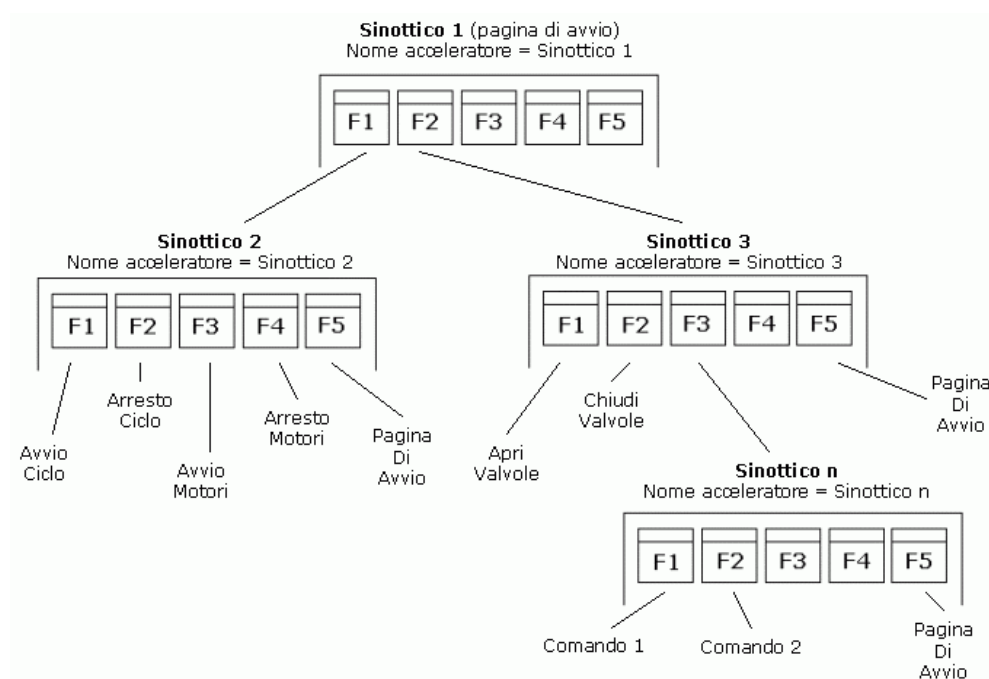 Sinottico 1 (pagina di avvio)
Nome acceleratore = Sinottico 1
F1 F2 F3 F4 F5
Sinottico 2
Nome acceleratore = Sinottico 2
F1 F2 F3 F4 F5
Avvio
Ciclo
Arresto
Ciclo
Avvio
Motori
Arresto
Motori
Pagina
Di
Avvio
Sinottico 3
Nome acceleratore = Sinottico 3
F1 F2 F3 F4 F5
Apri
Valvole
Chiudi
Valvole
Pagina
Di
Avvio
Sinottico n
Nome acceleratore = Sinottico n
F1 F2 F3 F4 F5
Comando 1
Comando 2
Pagina
Di
Avvio